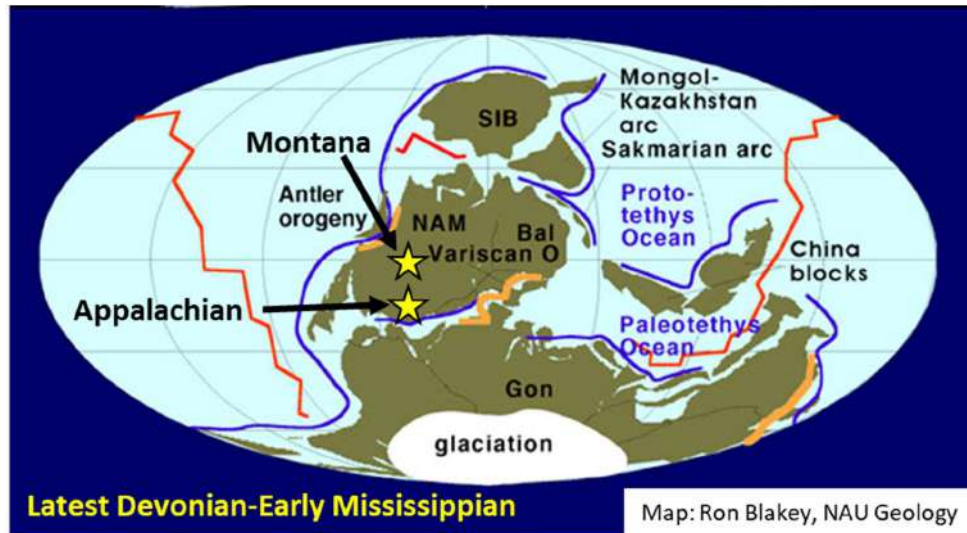 Mongol-
Kazakhstan
arc
Sakmarian arc
SIB
Montana
Antler
orogeny
NAM
Bal
Variscan O
Proto-
tethys
Ocean
China
blocks
Appalachian
Paleotethys
Ocean
Gon
glaciation
Latest Devonian-Early Mississippian
Map: Ron Blakey, NAU Geology